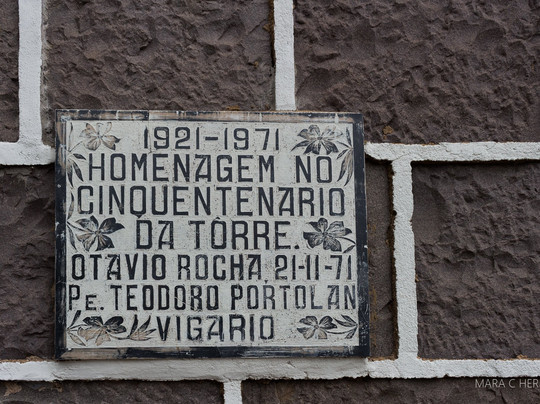 1921-1971
HOMENAGEM NO
CINQUENTENARIO
DA TÔRRE.
OTAVIO ROCHA 21-11-71
PE. TEODORO PORTOLAN
VIGARIO
MARA C HER